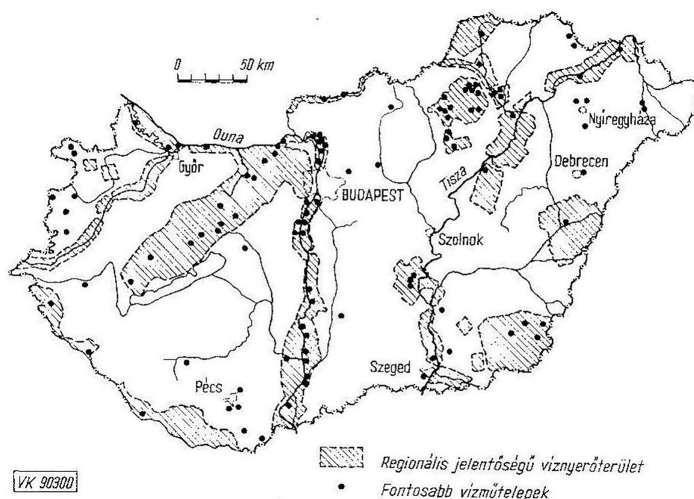 0 50 km
Duna
Győr
Nyíregyháza
Debrecen
BUDAPEST
Tisza
Szolnok
Szeged
Pécs
Regionális jelentőségű víznyerőterület
Fontosabb vízműtelepek
VK 90300